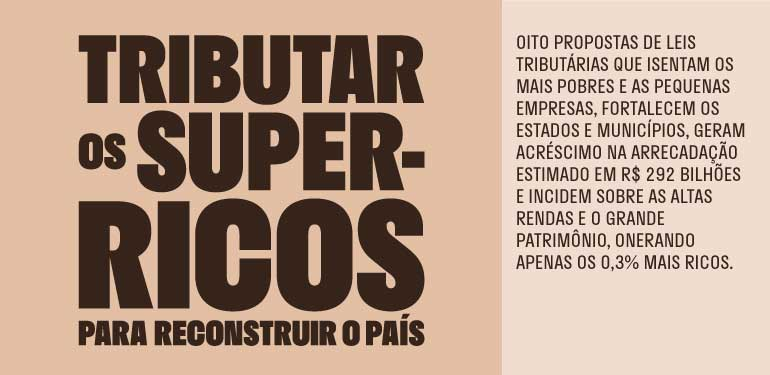 TRIBUTAR
OS SUPER-
RICOS
PARA RECONSTRUIR O PAÍS
OITO PROPOSTAS DE LEIS
TRIBUTÁRIAS QUE ISENTAM OS
MAIS POBRES E AS PEQUENAS
EMPRESAS, FORTALECEM OS
ESTADOS E MUNICÍPIOS, GERAM
ACRÉSCIMO NA ARRECADAÇÃO
ESTIMADO EM R$ 292 BILHÕES
E INCIDEM SOBRE AS ALTAS
RENDAS E O GRANDE
PATRIMÔNIO, ONERANDO
APENAS OS 0,3% MAIS RICOS.